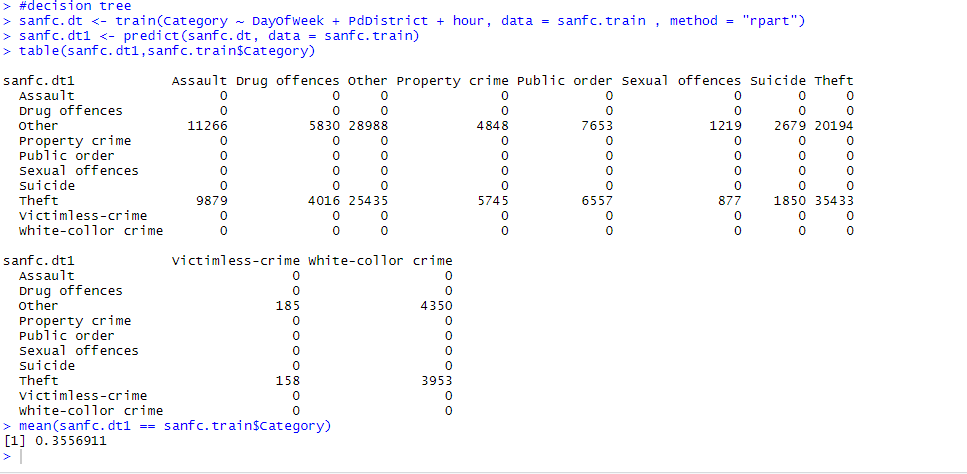 > #decision tree
> sanfc.dt <- train(Category ~ DayOfWeek + PdDistrict + hour, data = sanfc.train , method = "rpart")
> sanfc.dt1 <- predict(sanfc.dt, data = sanfc.train)
> table(sanfc.dt1,sanfc.train$Category)
sanfc.dt1 Assault Drug offences Other Property crime Public order Sexual offences Suicide Theft
Assault 0 0 0 0 0 0 0 0
Drug offences 0 0 0 0 0 0 0 0
Other 11266 5830 28988 4848 7653 1219 2679 20194
Property crime 0 0 0 0 0 0 0 0
Public order 0 0 0 0 0 0 0 0
Sexual offences 0 0 0 0 0 0 0 0
Suicide 0 0 0 0 0 0 0 0
Theft 9879 4016 25435 5745 6557 877 1850 35433
Victimless-crime 0 0 0 0 0 0 0 0
White-collor crime 0 0 0 0 0 0 0 0
sanfc.dt1 Victimless-crime White-collor crime
Assault 0 0
Drug offences 0 0
Other 185 4350
Property crime 0 0
Public order 0 0
Sexual offences 0 0
Suicide 0 0
Theft 158 3953
Victimless-crime 0 0
White-collor crime 0 0
> mean(sanfc.dt1 == sanfc.train$Category)
[1] 0.3556911
>